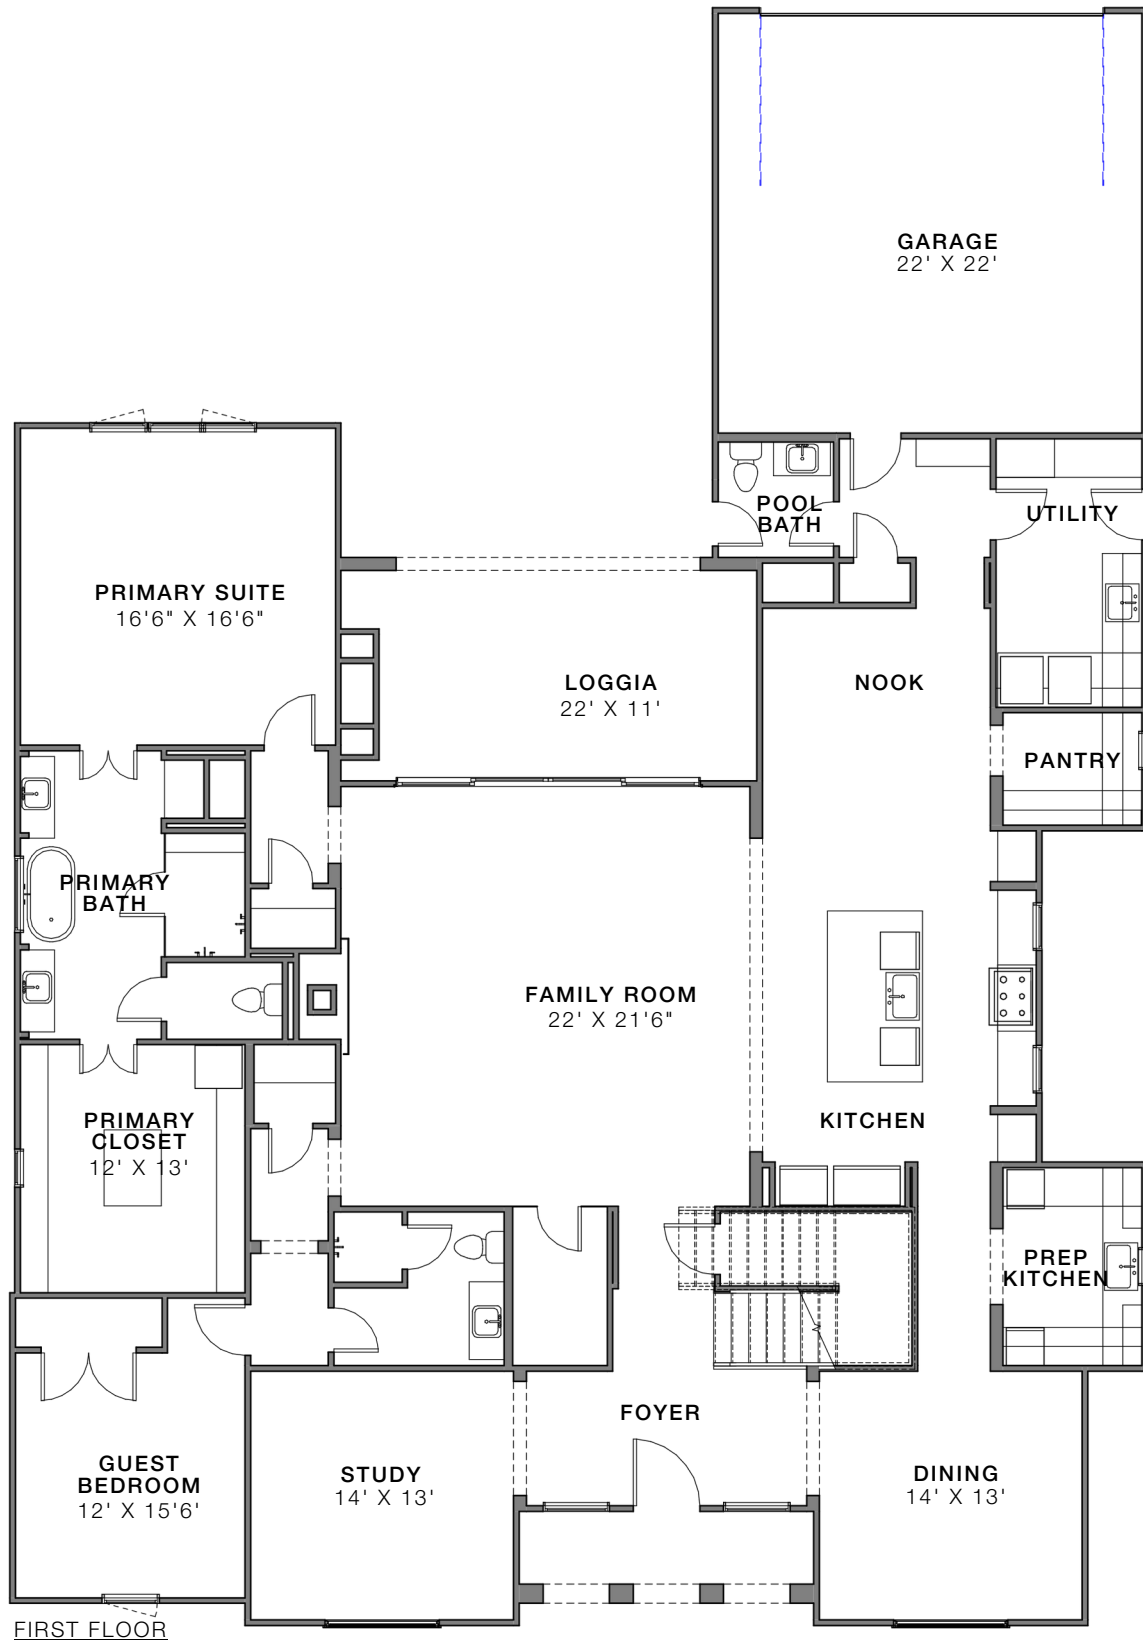 GARAGE
22' X 22'
POOL
BATH
UTILITY
PRIMARY SUITE
16'6" X 16'6"
LOGGIA
22' X 11'
NOOK
PANTRY
PRIMARY
BATH
FAMILY ROOM
22' X 21'6"
PRIMARY
CLOSET
12' X 13'
KITCHEN
PREP
KITCHEN
FOYER
GUEST
BEDROOM
12' X 15'6'
STUDY
14' X 13'
DINING
14' X 13'
FIRST FLOOR